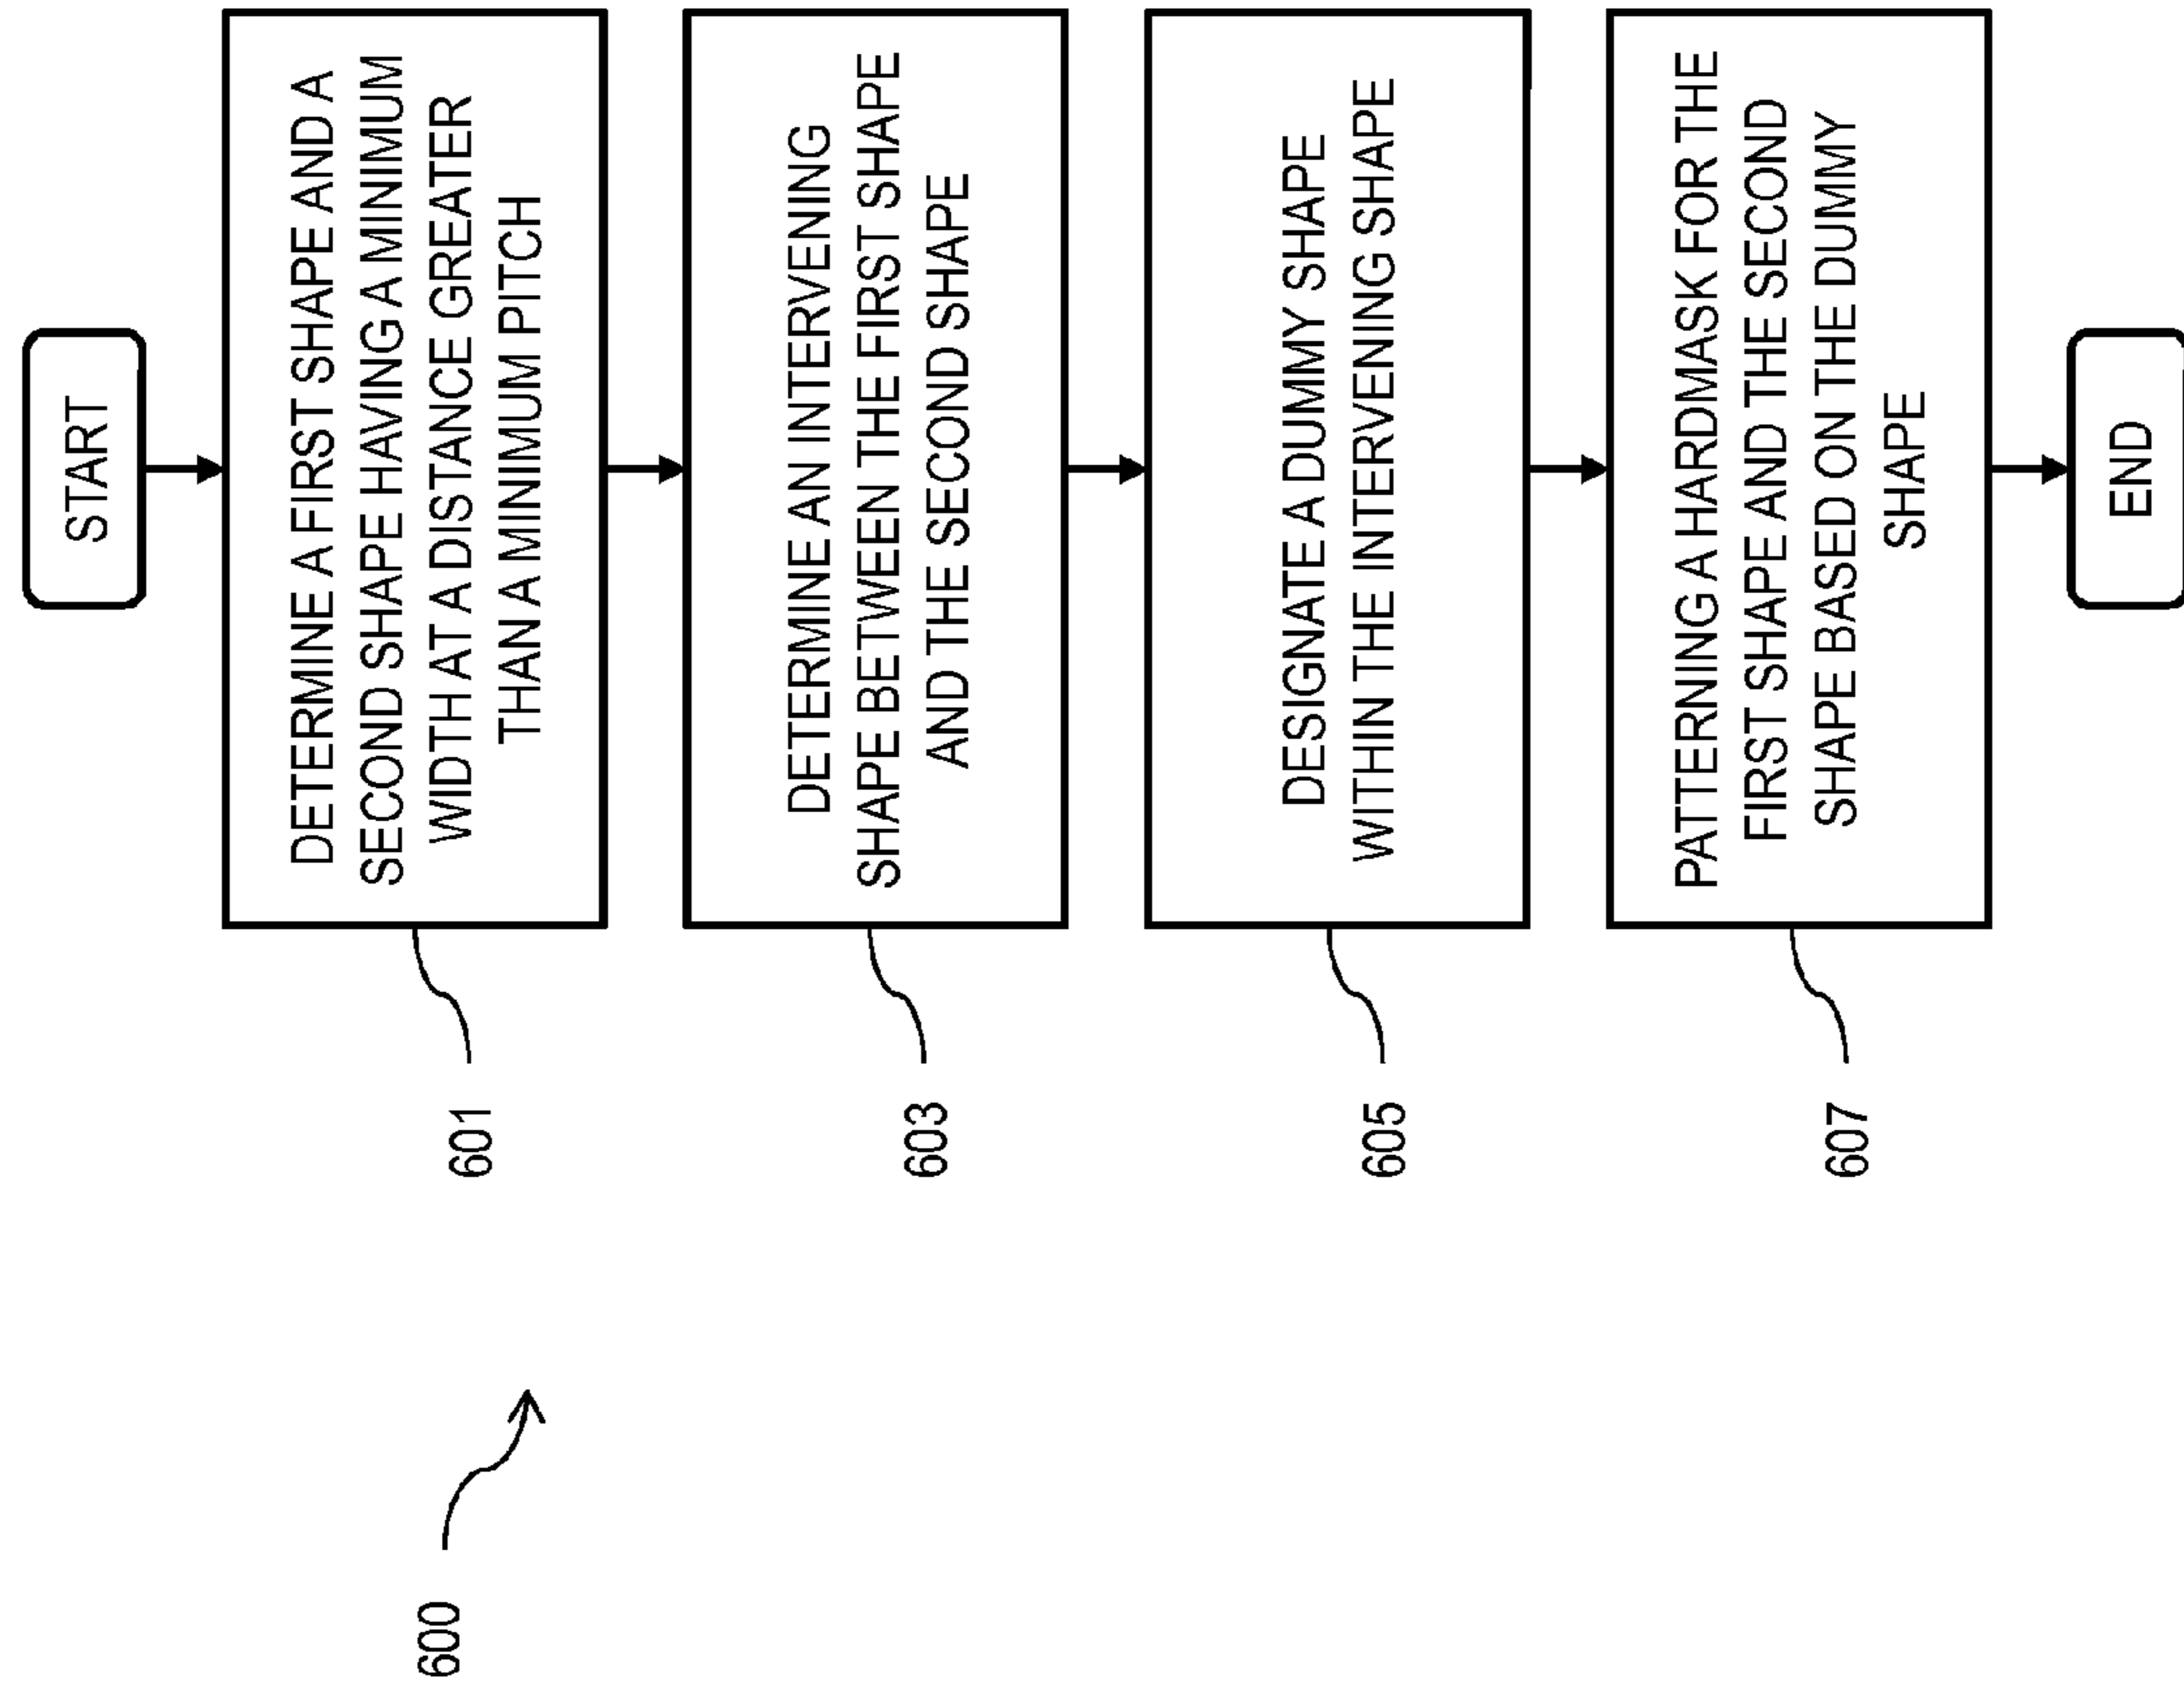 600
START
601
DETERMINE A FIRST SHAPE AND A
SECOND SHAPE HAVING A MINIMUM
WIDTH AT A DISTANCE GREATER
THAN A MINIMUM PITCH
603
DETERMINE AN INTERVENING
SHAPE BETWEEN THE FIRST SHAPE
AND THE SECOND SHAPE
605
DESIGNATE A DUMMY SHAPE
WITHIN THE INTERVENING SHAPE
607
PATTERNING A HARDMASK FOR THE
FIRST SHAPE AND THE SECOND
SHAPE BASED ON THE DUMMY
SHAPE
END